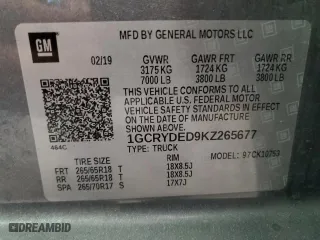 GM
MFD BY GENERAL MOTORS LLC
02/19 GVWR GAWR FRT GAWR RR
3175 KG 1724 KG 1724 KG
7000 LB 3800 LB 3800 LB
THIS VEHICLE CONFORMS TO ALL APPLICABLE
U.S. FEDERAL MOTOR VEHICLE SAFETY
STANDARDS IN EFFECT ON THE DATE OF
MANUFACTURE SHOWN ABOVE.
1GCRYDED9KZ265677
TYPE: TRUCK
464C
TIRE SIZE RIM
FRT 265/65R18 T 18X8.5J
RR 265/65R18 T 18X8.5J
SPA 265/70R17 S 17X7J